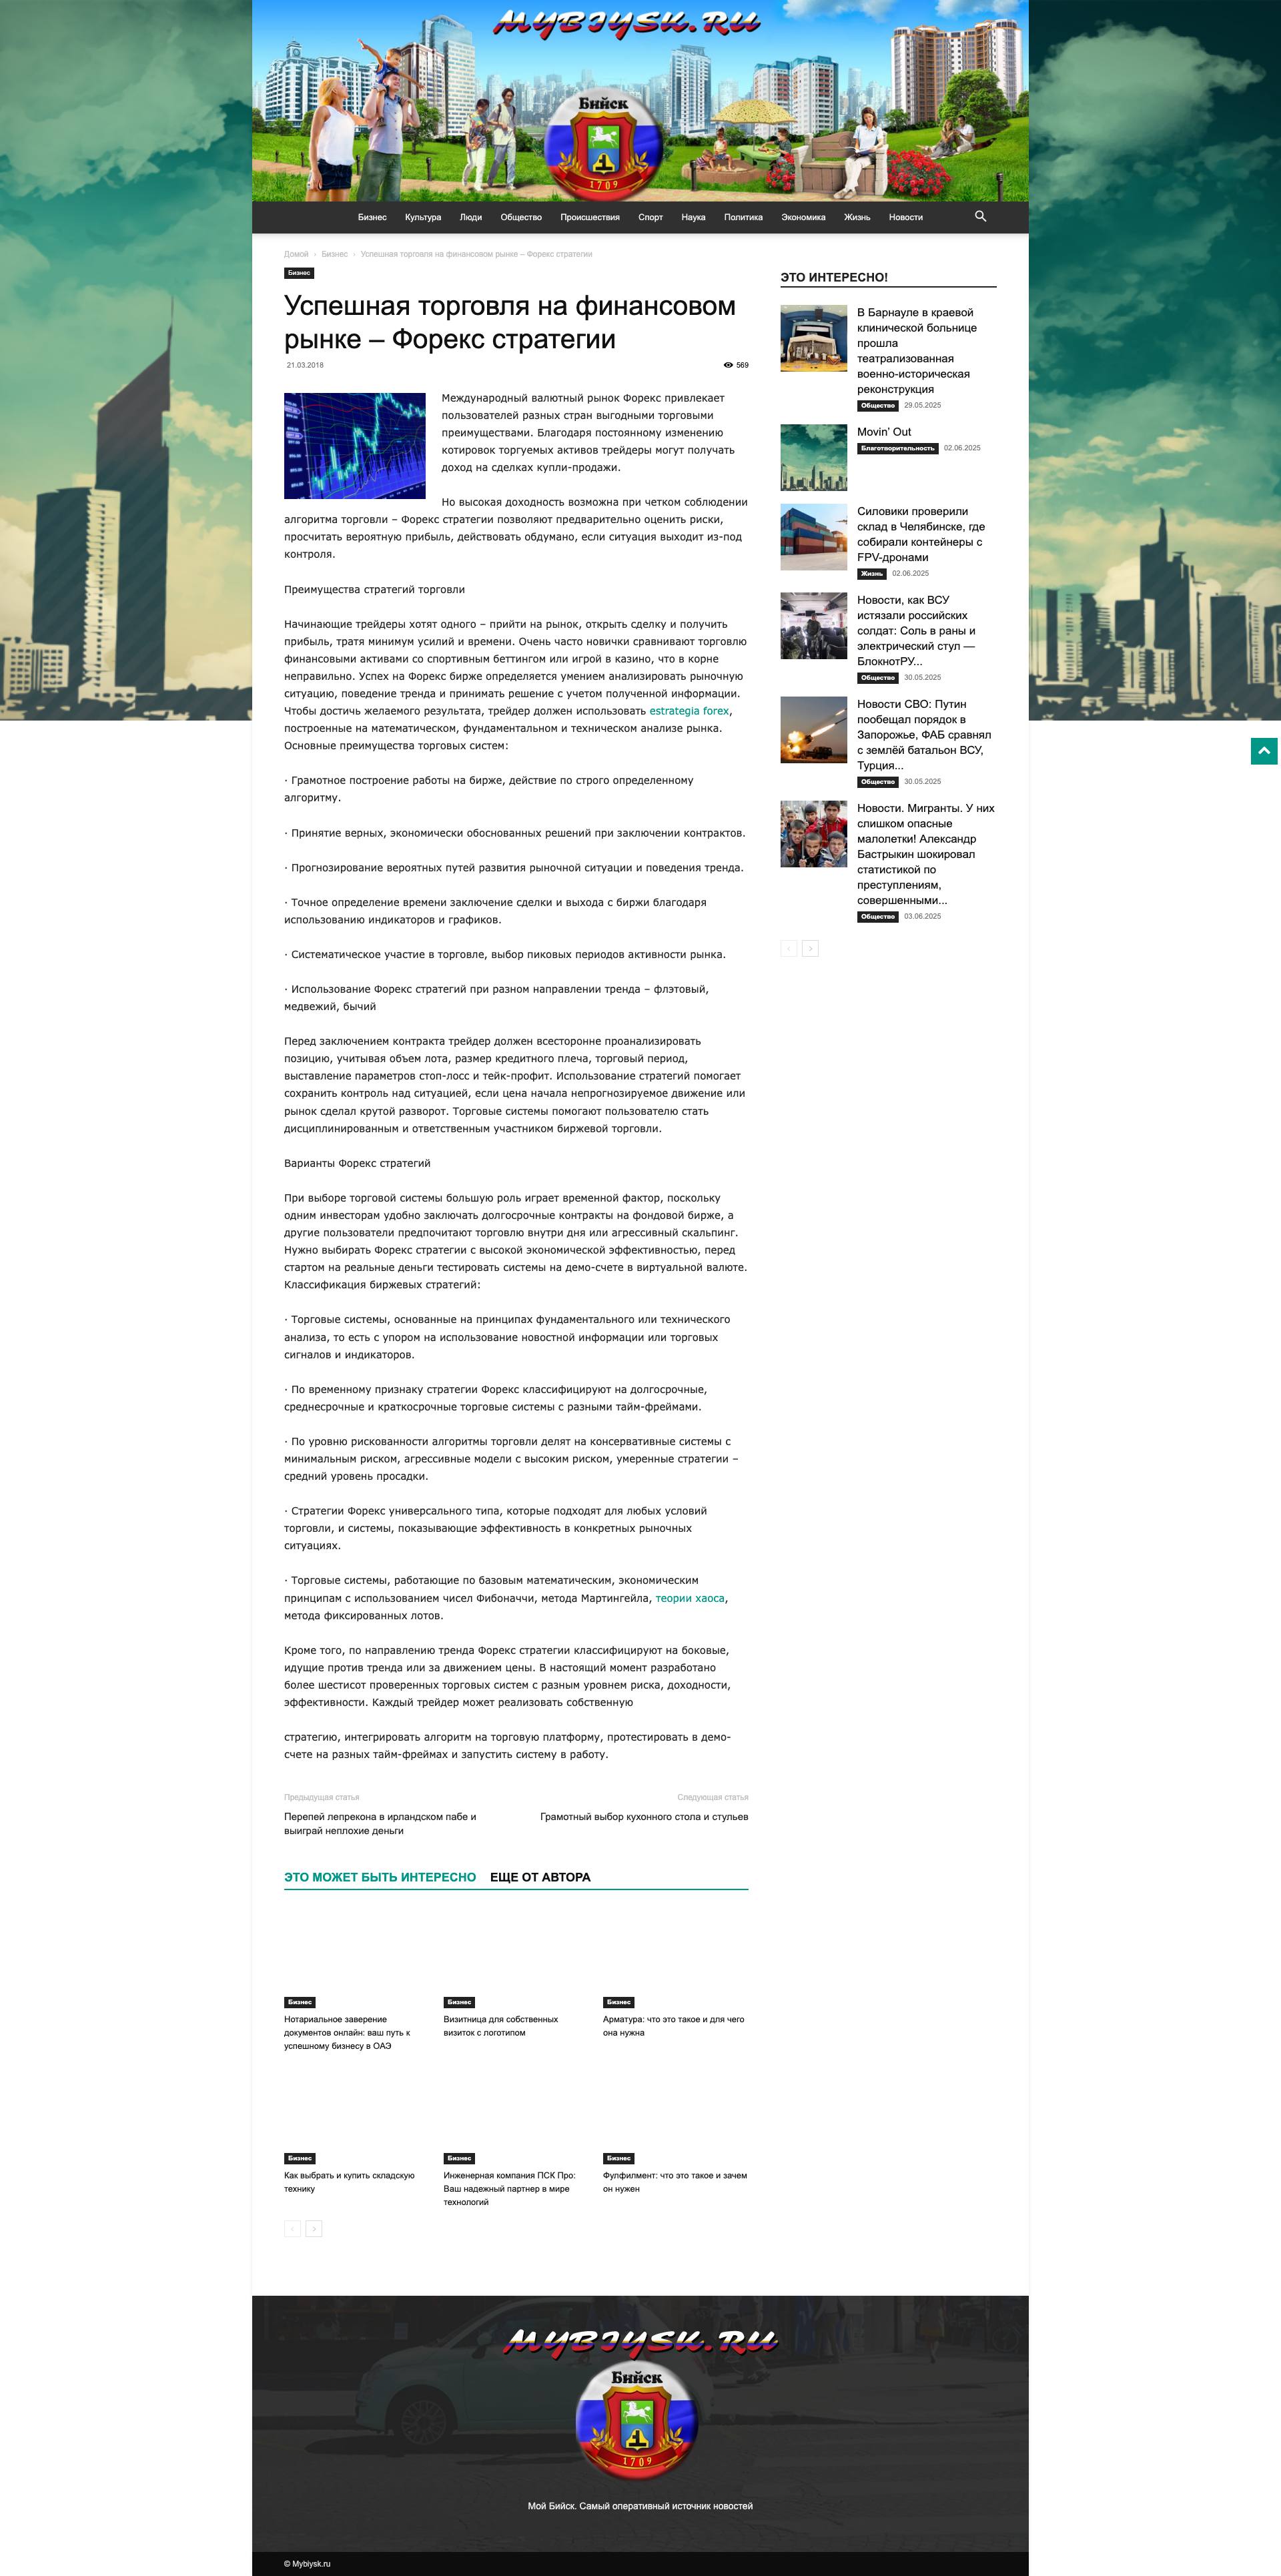 MYBIYSK.RU
Бийск
1709
Бизнес Культура Люди Общество Происшествия Спорт Наука Политика Экономика Жизнь Новости
Домой › Бизнес › Успешная торговля на финансовом рынке – Форекс стратегии
Бизнес
Успешная торговля на финансовом
рынке – Форекс стратегии
21.03.2018 569
Международный валютный рынок Форекс привлекает
пользователей разных стран выгодными торговыми
преимуществами. Благодаря постоянному изменению
котировок торгуемых активов трейдеры могут получать
доход на сделках купли-продажи.
Но высокая доходность возможна при четком соблюдении
алгоритма торговли – Форекс стратегии позволяют предварительно оценить риски,
просчитать вероятную прибыль, действовать обдумано, если ситуация выходит из-под
контроля.
Преимущества стратегий торговли
Начинающие трейдеры хотят одного – прийти на рынок, открыть сделку и получить
прибыль, тратя минимум усилий и времени. Очень часто новички сравнивают торговлю
финансовыми активами со спортивным беттингом или игрой в казино, что в корне
неправильно. Успех на Форекс бирже определяется умением анализировать рыночную
ситуацию, поведение тренда и принимать решение с учетом полученной информации.
Чтобы достичь желаемого результата, трейдер должен использовать estrategia forex,
построенные на математическом, фундаментальном и техническом анализе рынка.
Основные преимущества торговых систем:
· Грамотное построение работы на бирже, действие по строго определенному
алгоритму.
· Принятие верных, экономически обоснованных решений при заключении контрактов.
· Прогнозирование вероятных путей развития рыночной ситуации и поведения тренда.
· Точное определение времени заключение сделки и выхода с биржи благодаря
использованию индикаторов и графиков.
· Систематическое участие в торговле, выбор пиковых периодов активности рынка.
· Использование Форекс стратегий при разном направлении тренда – флэтовый,
медвежий, бычий
Перед заключением контракта трейдер должен всесторонне проанализировать
позицию, учитывая объем лота, размер кредитного плеча, торговый период,
выставление параметров стоп-лосс и тейк-профит. Использование стратегий помогает
сохранить контроль над ситуацией, если цена начала непрогнозируемое движение или
рынок сделал крутой разворот. Торговые системы помогают пользователю стать
дисциплинированным и ответственным участником биржевой торговли.
Варианты Форекс стратегий
При выборе торговой системы большую роль играет временной фактор, поскольку
одним инвесторам удобно заключать долгосрочные контракты на фондовой бирже, а
другие пользователи предпочитают торговлю внутри дня или агрессивный скальпинг.
Нужно выбирать Форекс стратегии с высокой экономической эффективностью, перед
стартом на реальные деньги тестировать системы на демо-счете в виртуальной валюте.
Классификация биржевых стратегий:
· Торговые системы, основанные на принципах фундаментального или технического
анализа, то есть с упором на использование новостной информации или торговых
сигналов и индикаторов.
· По временному признаку стратегии Форекс классифицируют на долгосрочные,
среднесрочные и краткосрочные торговые системы с разными тайм-фреймами.
· По уровню рискованности алгоритмы торговли делят на консервативные системы с
минимальным риском, агрессивные модели с высоким риском, умеренные стратегии –
средний уровень просадки.
· Стратегии Форекс универсального типа, которые подходят для любых условий
торговли, и системы, показывающие эффективность в конкретных рыночных
ситуациях.
· Торговые системы, работающие по базовым математическим, экономическим
принципам с использованием чисел Фибоначчи, метода Мартингейла, теории хаоса,
метода фиксированных лотов.
Кроме того, по направлению тренда Форекс стратегии классифицируют на боковые,
идущие против тренда или за движением цены. В настоящий момент разработано
более шестисот проверенных торговых систем с разным уровнем риска, доходности,
эффективности. Каждый трейдер может реализовать собственную
стратегию, интегрировать алгоритм на торговую платформу, протестировать в демо-
счете на разных тайм-фреймах и запустить систему в работу.
Предыдущая статья
Перепей лепрекона в ирландском пабе и
выиграй неплохие деньги
Следующая статья
Грамотный выбор кухонного стола и стульев
ЭТО МОЖЕТ БЫТЬ ИНТЕРЕСНО ЕЩЕ ОТ АВТОРА
Бизнес
Нотариальное заверение
документов онлайн: ваш путь к
успешному бизнесу в ОАЭ
Бизнес
Визитница для собственных
визиток с логотипом
Бизнес
Арматура: что это такое и для чего
она нужна
Бизнес
Как выбрать и купить складскую
технику
Бизнес
Инженерная компания ПСК Про:
Ваш надежный партнер в мире
технологий
Бизнес
Фулфилмент: что это такое и зачем
он нужен
ЭТО ИНТЕРЕСНО!
В Барнауле в краевой
клинической больнице
прошла
театрализованная
военно-историческая
реконструкция
Общество 29.05.2025
Movin’ Out
Благотворительность 02.06.2025
Силовики проверили
склад в Челябинске, где
собирали контейнеры с
FPV-дронами
Жизнь 02.06.2025
Новости, как ВСУ
истязали российских
солдат: Соль в раны и
электрический стул —
БлокнотРУ...
Общество 30.05.2025
Новости СВО: Путин
пообещал порядок в
Запорожье, ФАБ сравнял
с землёй батальон ВСУ,
Турция...
Общество 30.05.2025
Новости. Мигранты. У них
слишком опасные
малолетки! Александр
Бастрыкин шокировал
статистикой по
преступлениям,
совершенными...
Общество 03.06.2025
MYBIYSK.RU
Бийск
1709
Мой Бийск. Самый оперативный источник новостей
© Mybiysk.ru